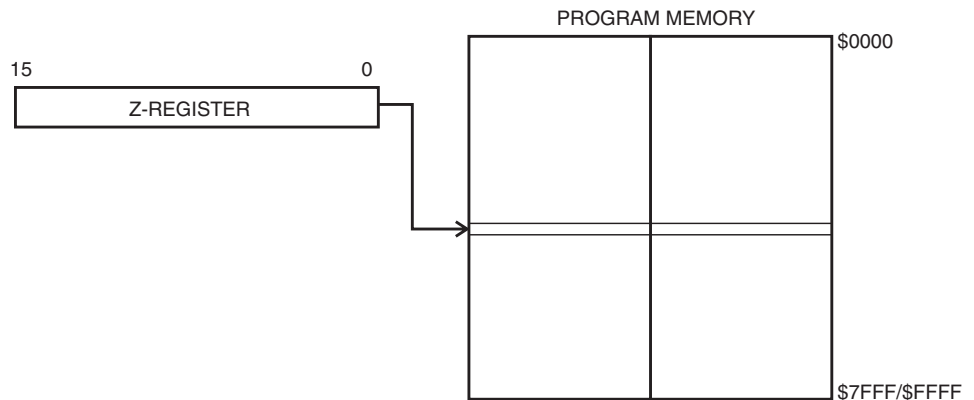 PROGRAM MEMORY
$0000
15 0
Z-REGISTER
$7FFF/$FFFF